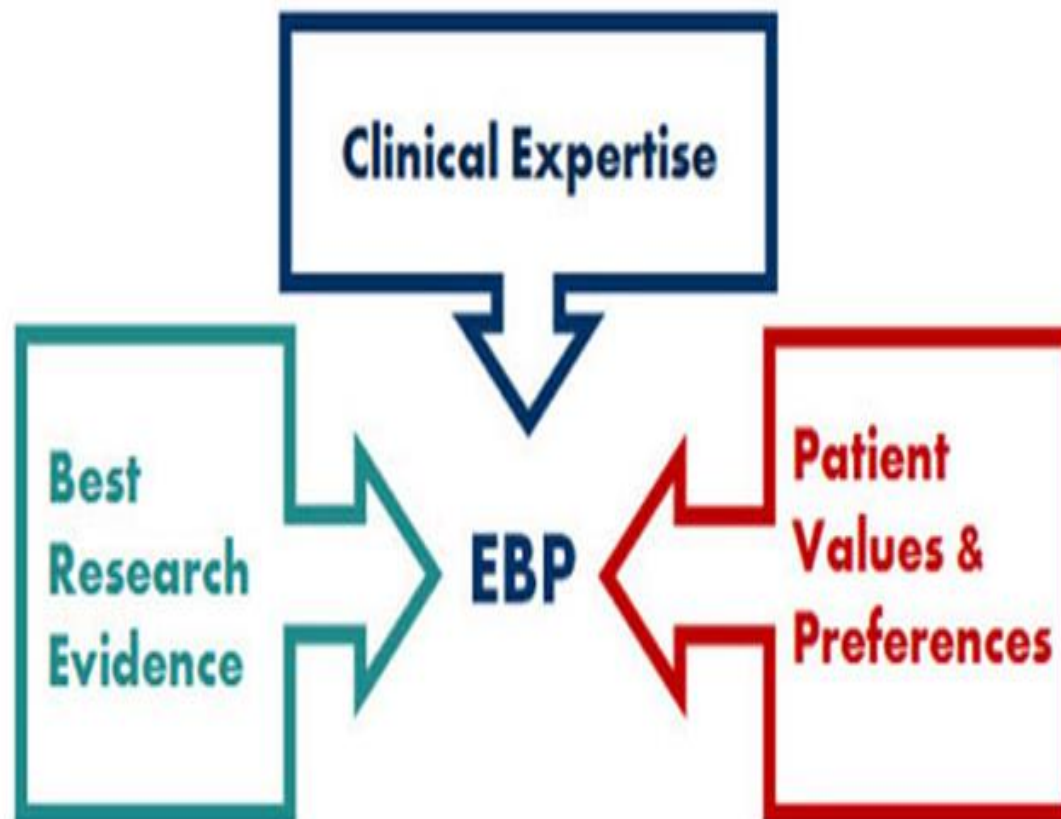 Clinical Expertise
Best
Research
Evidence
EBP
Patient
Values &
Preferences